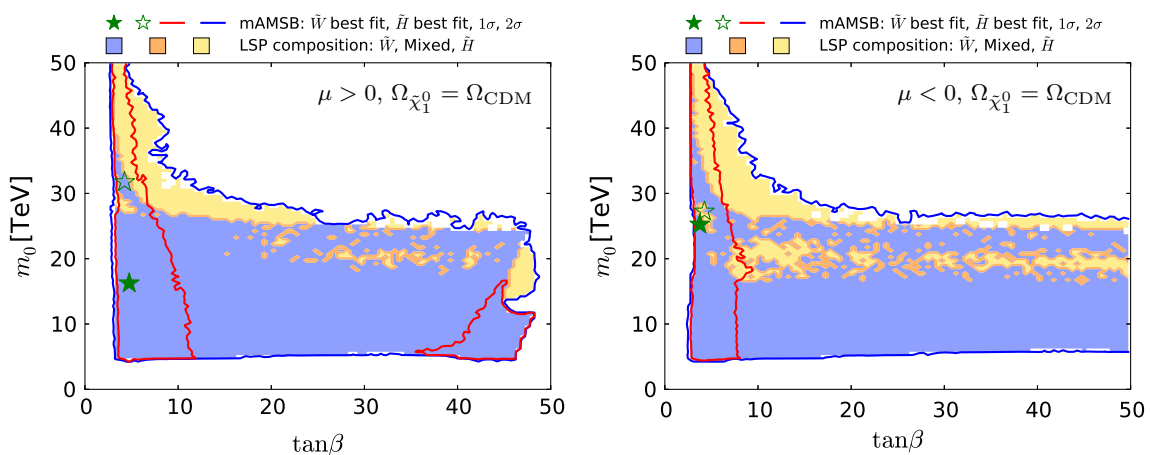 mAMSB: W̃ best fit, H̃ best fit, 1σ, 2σ
LSP composition: W̃, Mixed, H̃
μ > 0, Ω_χ̃⁰₁ = Ω_CDM
50
40
30
20
10
0
m₀[TeV]
0 10 20 30 40 50
tanβ
mAMSB: W̃ best fit, H̃ best fit, 1σ, 2σ
LSP composition: W̃, Mixed, H̃
μ < 0, Ω_χ̃⁰₁ = Ω_CDM
50
40
30
20
10
0
m₀[TeV]
0 10 20 30 40 50
tanβ